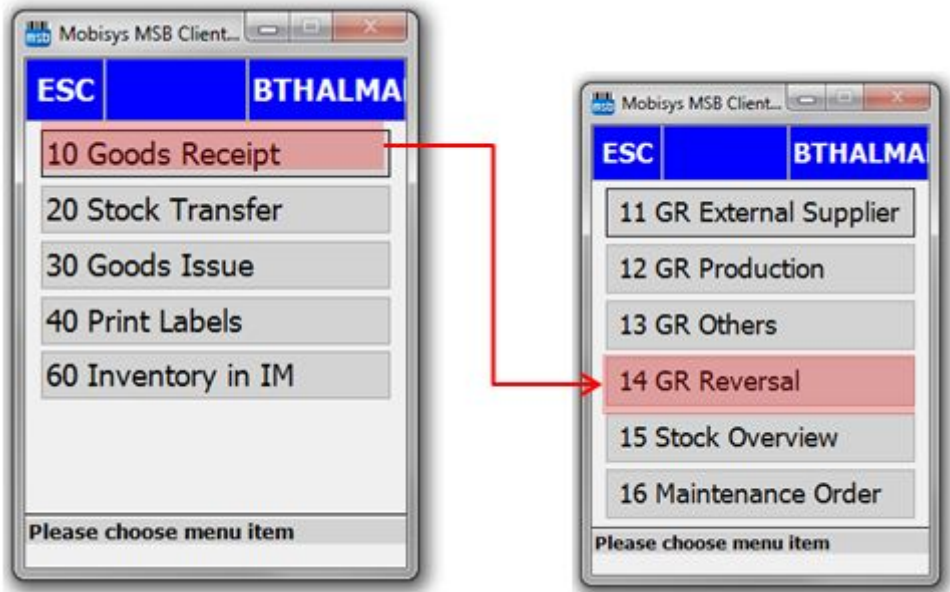 Mobisys MSB Client...
ESC BTHALMA
10 Goods Receipt
20 Stock Transfer
30 Goods Issue
40 Print Labels
60 Inventory in IM
Please choose menu item
Mobisys MSB Client...
ESC BTHALMA
11 GR External Supplier
12 GR Production
13 GR Others
14 GR Reversal
15 Stock Overview
16 Maintenance Order
Please choose menu item